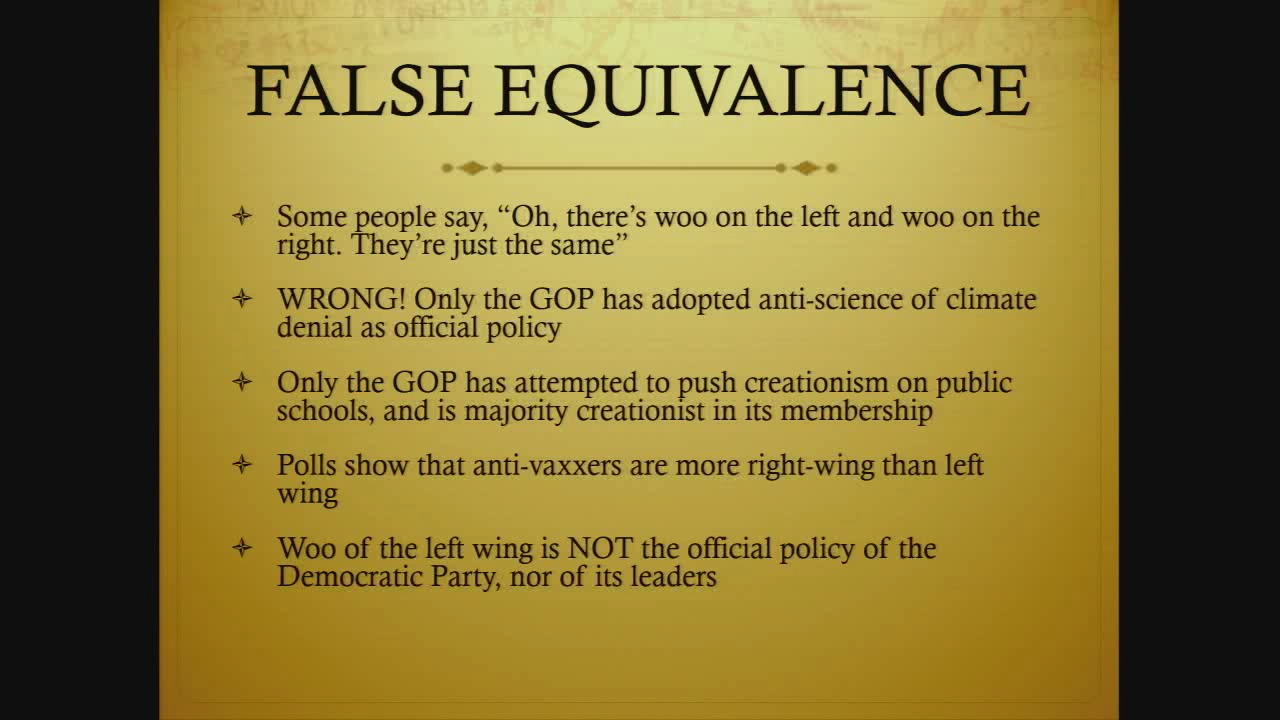 FALSE EQUIVALENCE
Some people say, “Oh, there’s woo on the left and woo on the
right. They’re just the same”
WRONG! Only the GOP has adopted anti-science of climate
denial as official policy
Only the GOP has attempted to push creationism on public
schools, and is majority creationist in its membership
Polls show that anti-vaxxers are more right-wing than left
wing
Woo of the left wing is NOT the official policy of the
Democratic Party, nor of its leaders